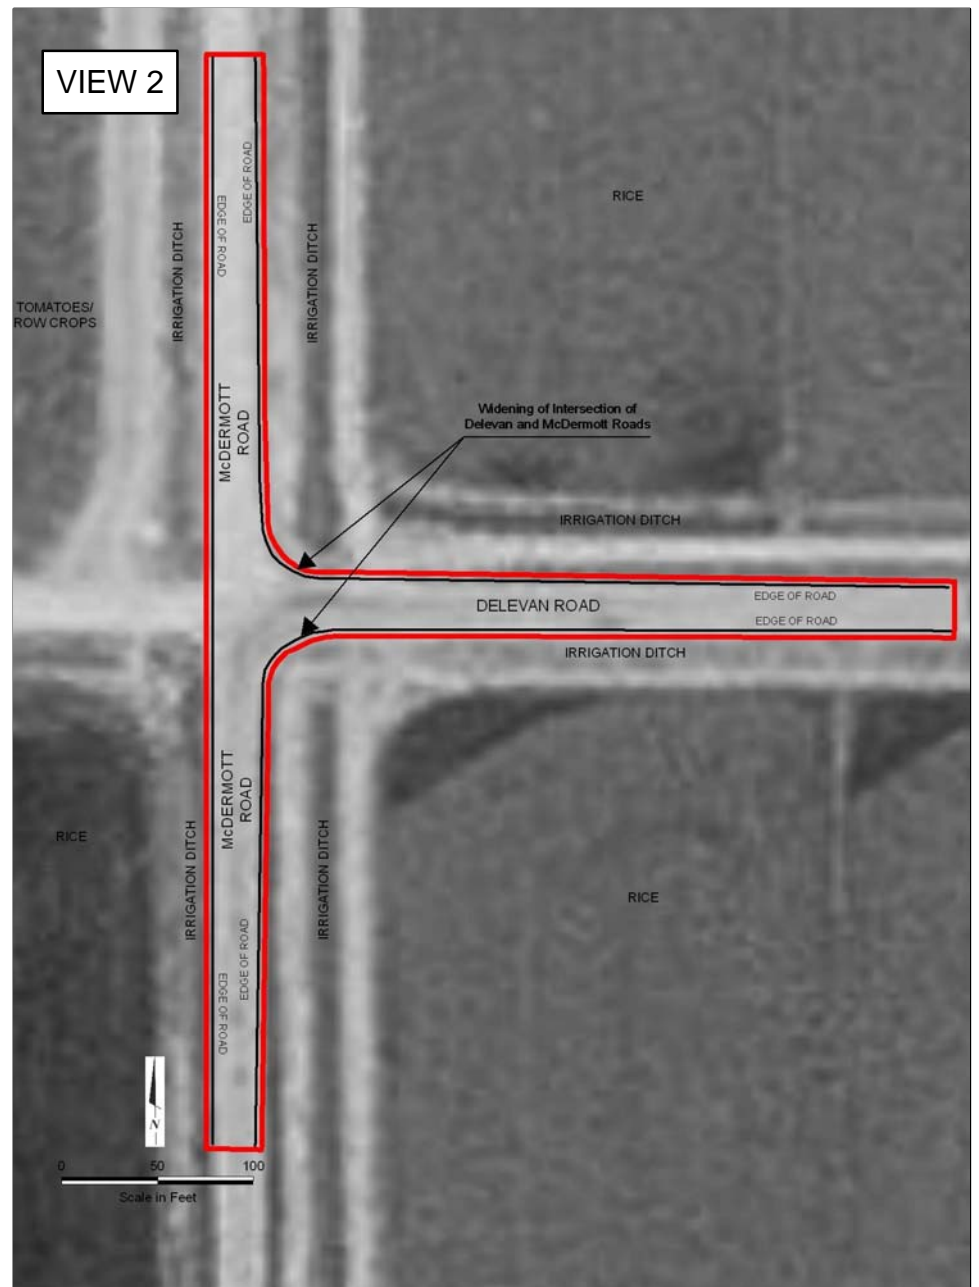 VIEW 2
EDGE OF ROAD
EDGE OF ROAD
RICE
IRRIGATION DITCH
IRRIGATION DITCH
TOMATOES/
ROW CROPS
McDERMOTT
ROAD
Widening of Intersection of
Delevan and McDermott Roads
IRRIGATION DITCH
DELEVAN ROAD
EDGE OF ROAD
EDGE OF ROAD
IRRIGATION DITCH
McDERMOTT
ROAD
RICE
IRRIGATION DITCH
IRRIGATION DITCH
RICE
EDGE OF ROAD
EDGE OF ROAD
N
0 50 100
Scale in Feet